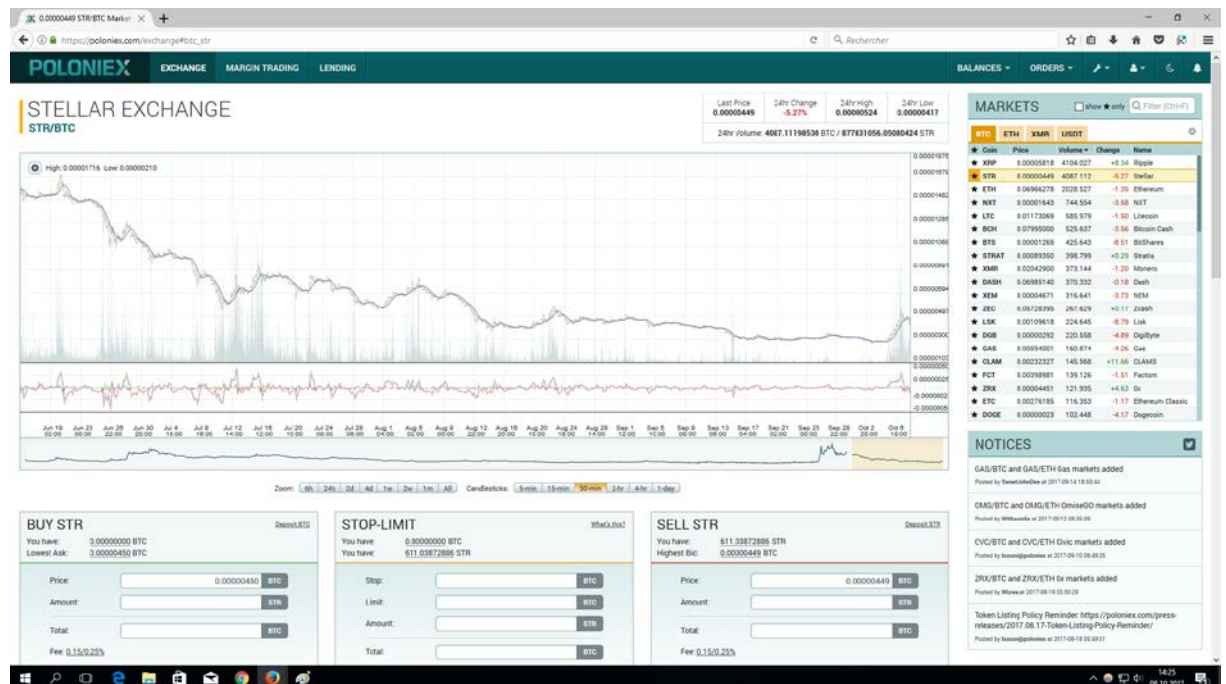 0.00000449 STR/BTC Market
https://poloniex.com/exchange#btc_str
Rechercher
POLONIEX EXCHANGE MARGIN TRADING LENDING BALANCES ORDERS
STELLAR EXCHANGE
STR/BTC
Last Price 24hr Change 24hr High 24hr Low
0.00000449 -5.27% 0.00000524 0.00000417
24hr Volume: 4087.11198530 BTC / 877831056.05080424 STR
High: 0.00001716 Low: 0.00000210
Zoom: 6h 24h 2d 4d 1w 2w 1m All Candlesticks: 5-min 15-min 30-min 2-hr 4-hr 1-day
BUY STR Deposit BTC
You have: 0.00000000 BTC
Lowest Ask: 0.00000450 BTC
Price: 0.00000450 BTC
Amount: STR
Total: BTC
Fee: 0.15/0.25%
STOP-LIMIT What's this?
You have: 0.00000000 BTC
You have: 611.03872886 STR
Stop: BTC
Limit: BTC
Amount: STR
Total: BTC
SELL STR Deposit STR
You have: 611.03872886 STR
Highest Bid: 0.00000449 BTC
Price: 0.00000449 BTC
Amount: STR
Total: BTC
Fee: 0.15/0.25%
MARKETS show ★ only Filter (Ctrl+F)
BTC ETH XMR USDT
★ Coin Price Volume Change Name
★ XRP 0.00005818 4104.027 +8.34 Ripple
★ STR 0.00000449 4087.112 -5.27 Stellar
★ ETH 0.06966278 2028.527 -1.35 Ethereum
★ NXT 0.00001643 744.554 -3.58 NXT
★ LTC 0.01173069 585.979 -1.50 Litecoin
★ BCH 0.07995000 525.637 -3.56 Bitcoin Cash
★ BTS 0.00001269 425.643 -8.51 BitShares
★ STRAT 0.00089350 398.799 +0.29 Stratis
★ XMR 0.02042900 373.144 -1.20 Monero
★ DASH 0.06985140 370.332 -0.18 Dash
★ XEM 0.00004671 316.641 -3.73 NEM
★ ZEC 0.05728395 267.629 +0.17 Zcash
★ LSK 0.00109618 224.645 -8.79 Lisk
★ DGB 0.00000292 220.558 -4.89 DigiByte
★ GAS 0.00554001 160.874 -4.26 Gas
★ CLAM 0.00232327 145.568 +11.66 CLAMS
★ FCT 0.00398981 139.126 -1.51 Factom
★ ZRX 0.00004451 121.935 +4.63 0x
★ ETC 0.00276185 116.353 -1.17 Ethereum Classic
★ DOGE 0.00000023 102.448 -4.17 Dogecoin
NOTICES
GAS/BTC and GAS/ETH Gas markets added
OMG/BTC and OMG/ETH OmiseGO markets added
CVC/BTC and CVC/ETH Civic markets added
ZRX/BTC and ZRX/ETH 0x markets added
Token Listing Policy Reminder: https://poloniex.com/press-
releases/2017.08.17-Token-Listing-Policy-Reminder/
14:25
08.10.2017